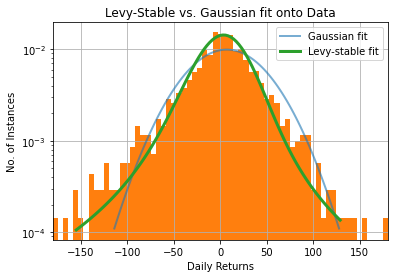 Levy-Stable vs. Gaussian fit onto Data
Gaussian fit
Levy-stable fit
No. of Instances
10⁻²
10⁻³
10⁻⁴
−150 −100 −50 0 50 100 150
Daily Returns